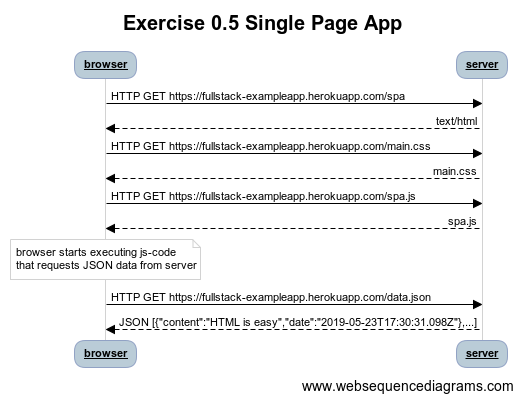 Exercise 0.5 Single Page App
browser
server
HTTP GET https://fullstack-exampleapp.herokuapp.com/spa
text/html
HTTP GET https://fullstack-exampleapp.herokuapp.com/main.css
main.css
HTTP GET https://fullstack-exampleapp.herokuapp.com/spa.js
spa.js
browser starts executing js-code
that requests JSON data from server
HTTP GET https://fullstack-exampleapp.herokuapp.com/data.json
JSON [{"content":"HTML is easy","date":"2019-05-23T17:30:31.098Z"},...]
browser
server
www.websequencediagrams.com